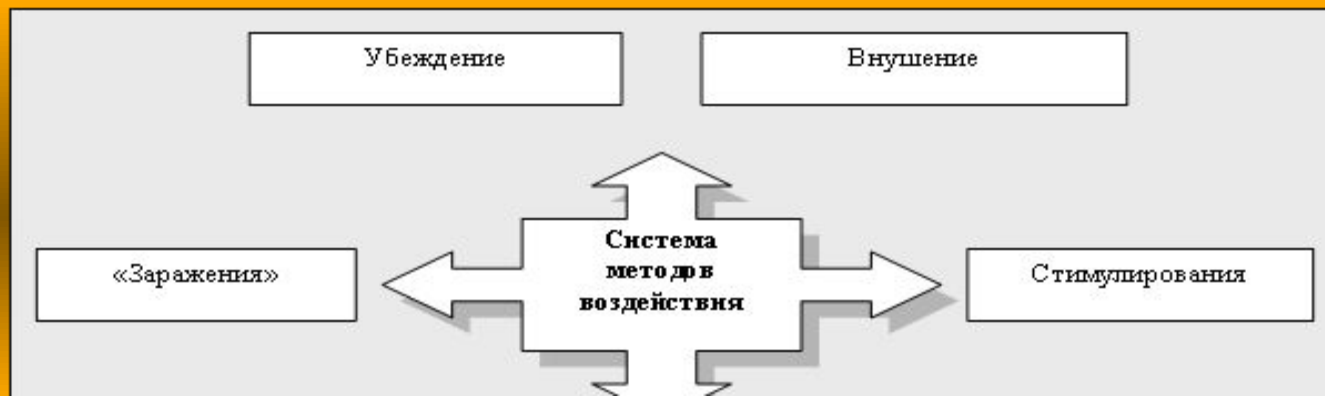 Убеждение
Внушение
Система
методов
воздействия
«Заражения»
Стимулирования